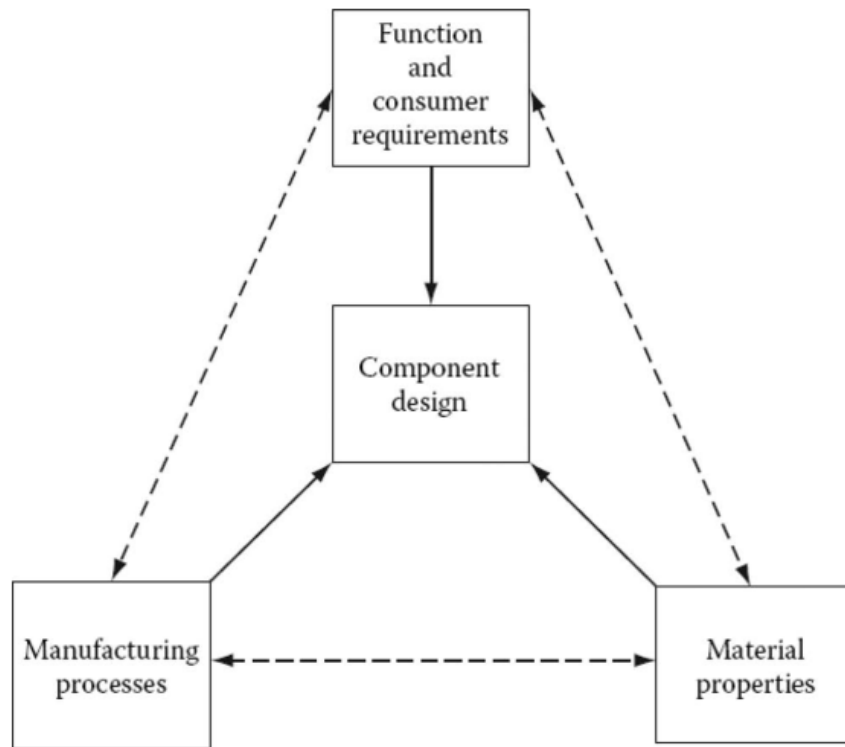 Function
and
consumer
requirements
Component
design
Manufacturing
processes
Material
properties